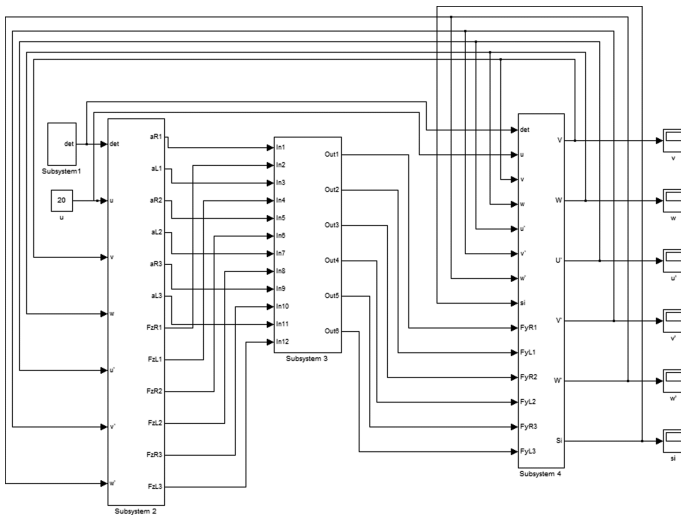 det
Subsystem1
20
u
det
u
v
w
u'
v'
w'
aR1
aL1
aR2
aL2
aR3
aL3
FzR1
FzL1
FzR2
FzL2
FzR3
FzL3
Subsystem 2
In1
In2
In3
In4
In5
In6
In7
In8
In9
In10
In11
In12
Out1
Out2
Out3
Out4
Out5
Out6
Subsystem 3
det
u
v
w
u'
v'
w'
si
FyR1
FyL1
FyR2
FyL2
FyR3
FyL3
V
W
U'
V'
W'
Si
Subsystem 4
v
w
u'
v'
w'
si